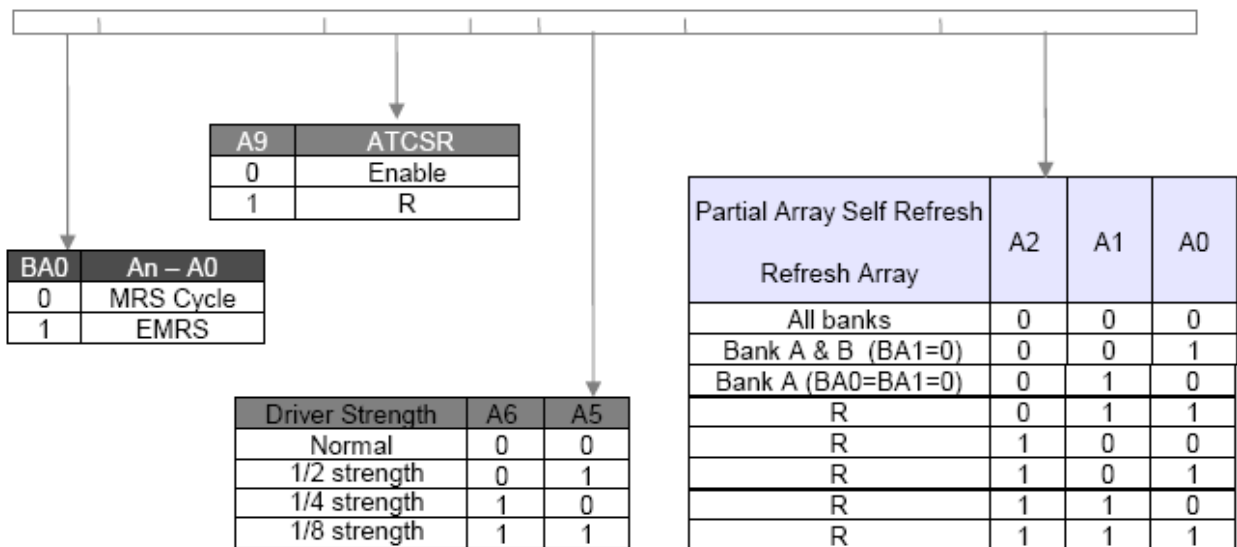 A9 ATCSR
0 Enable
1 R
BA0 An – A0
0 MRS Cycle
1 EMRS
Driver Strength A6 A5
Normal 0 0
1/2 strength 0 1
1/4 strength 1 0
1/8 strength 1 1
Partial Array Self Refresh
Refresh Array A2 A1 A0
All banks 0 0 0
Bank A & B (BA1=0) 0 0 1
Bank A (BA0=BA1=0) 0 1 0
R 0 1 1
R 1 0 0
R 1 0 1
R 1 1 0
R 1 1 1